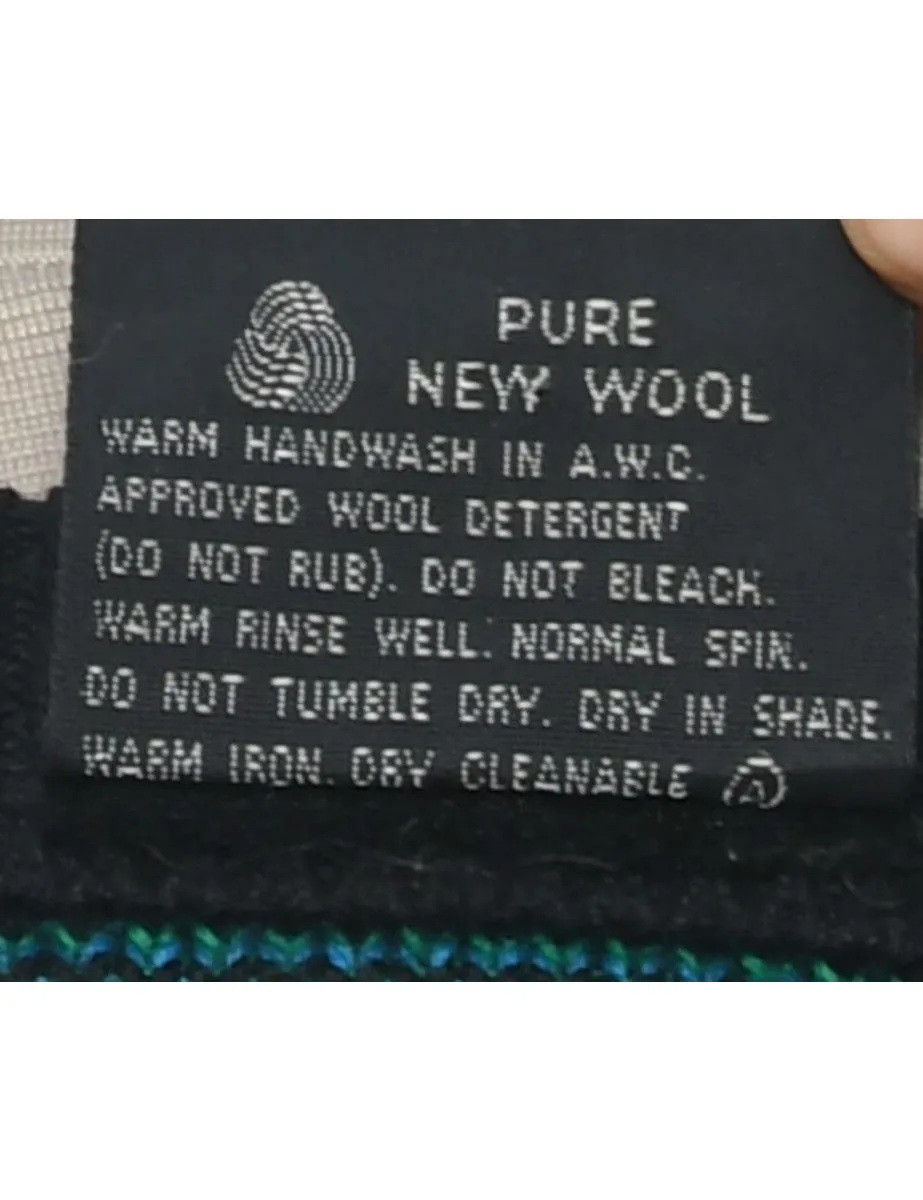 PURE
NEW WOOL
WARM HANDWASH IN A.W.C.
APPROVED WOOL DETERGENT
(DO NOT RUB). DO NOT BLEACH.
WARM RINSE WELL. NORMAL SPIN.
DO NOT TUMBLE DRY. DRY IN SHADE.
WARM IRON. DRY CLEANABLE A